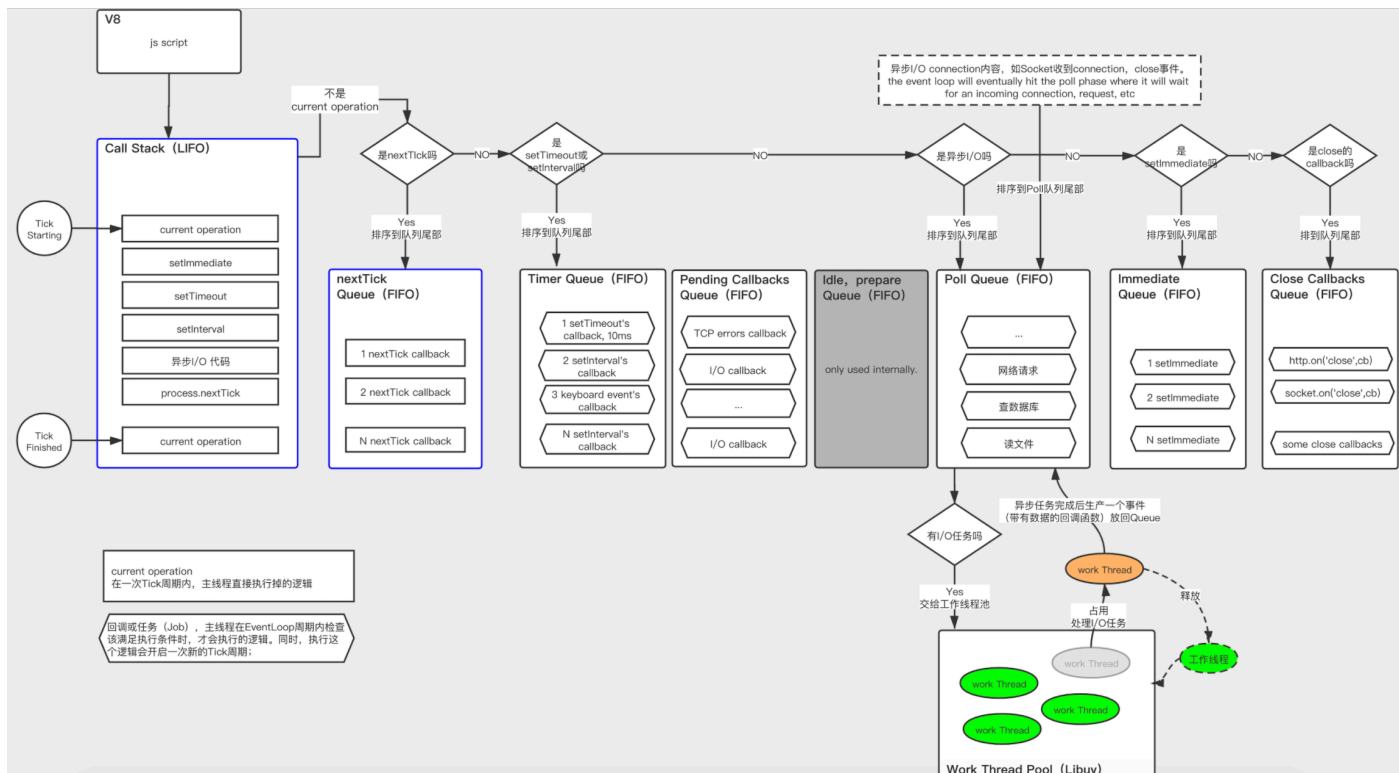 V8
js script
不是
current operation
异步I/O connection内容，如Socket收到connection，close事件。
the event loop will eventually hit the poll phase where it will wait
for an incoming connection, request, etc
Call Stack（LIFO）
是nextTIck吗
NO
是
setTimeout或
setInterval吗
NO
是异步I/O吗
NO
是
setImmediate吗
NO
是close的
callback吗
排序到Poll队列尾部
Yes
排序到队列尾部
Yes
排序到队列尾部
Yes
排序到队列尾部
Yes
排序到队列尾部
Yes
排到队列尾部
Tick
Starting
current operation
setImmediate
setTimeout
setInterval
异步I/O 代码
process.nextTick
Tick
Finished
current operation
nextTick
Queue（FIFO）
1 nextTick callback
2 nextTick callback
N nextTick callback
Timer Queue（FIFO）
1 setTimeout's
callback, 10ms
2 setInterval's
callback
3 keyboard event's
callback
N setInterval's
callback
Pending Callbacks
Queue（FIFO）
TCP errors callback
I/O callback
...
I/O callback
Idle，prepare
Queue（FIFO）
only used internally.
Poll Queue（FIFO）
...
网络请求
查数据库
读文件
Immediate
Queue（FIFO）
1 setImmediate
2 setImmediate
N setImmediate
Close Callbacks
Queue（FIFO）
http.on('close',cb)
socket.on('close',cb)
some close callbacks
异步任务完成后生产一个事件
（带有数据的回调函数）放回Queue
有I/O任务吗
current operation
在一次Tick周期内，主线程直接执行掉的逻辑
work Thread
释放
Yes
交给工作线程池
占用
处理I/O任务
回调或任务（Job），主线程在EventLoop周期内检查
该满足执行条件时，才会执行的逻辑。同时，执行这
个逻辑会开启一次新的Tick周期；
work Thread
工作线程
work Thread
work Thread
work Thread
Work Thread Pool（Libuv）